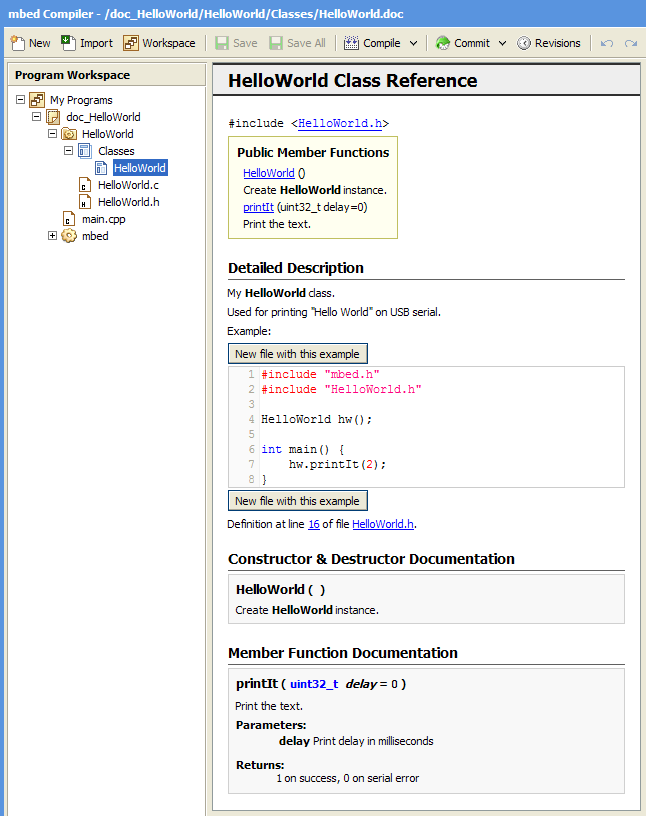 mbed Compiler - /doc_HelloWorld/HelloWorld/Classes/HelloWorld.doc
New Import Workspace Save Save All Compile Commit Revisions
Program Workspace
My Programs
doc_HelloWorld
HelloWorld
Classes
HelloWorld
HelloWorld.c
HelloWorld.h
main.cpp
mbed
HelloWorld Class Reference
#include <HelloWorld.h>
Public Member Functions
HelloWorld ()
Create HelloWorld instance.
printIt (uint32_t delay=0)
Print the text.
Detailed Description
My HelloWorld class.
Used for printing "Hello World" on USB serial.
Example:
New file with this example
1 #include "mbed.h"
2 #include "HelloWorld.h"
3
4 HelloWorld hw();
5
6 int main() {
7     hw.printIt(2);
8 }
New file with this example
Definition at line 16 of file HelloWorld.h.
Constructor & Destructor Documentation
HelloWorld ( )
Create HelloWorld instance.
Member Function Documentation
printIt ( uint32_t delay = 0 )
Print the text.
Parameters:
delay Print delay in milliseconds
Returns:
1 on success, 0 on serial error